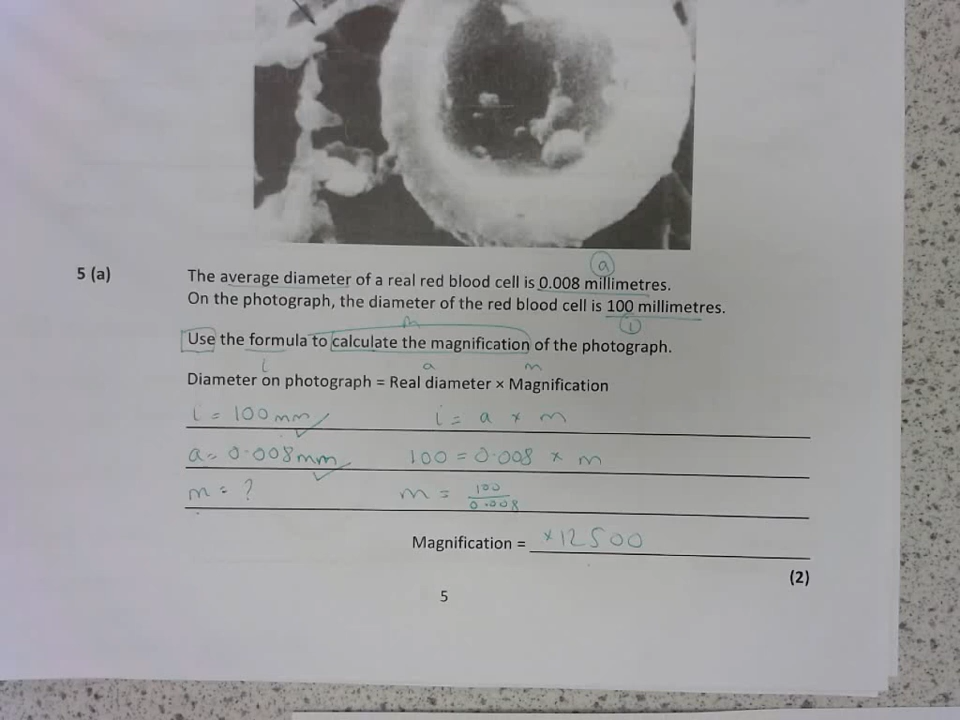 a
5 (a) The average diameter of a real red blood cell is 0.008 millimetres.
On the photograph, the diameter of the red blood cell is 100 millimetres.
m i
Use the formula to calculate the magnification of the photograph.
i a m
Diameter on photograph = Real diameter × Magnification
i = 100mm i = a × m
a = 0.008mm 100 = 0.008 × m
m = ? m = 100/0.008
Magnification = ×12500
(2)
5